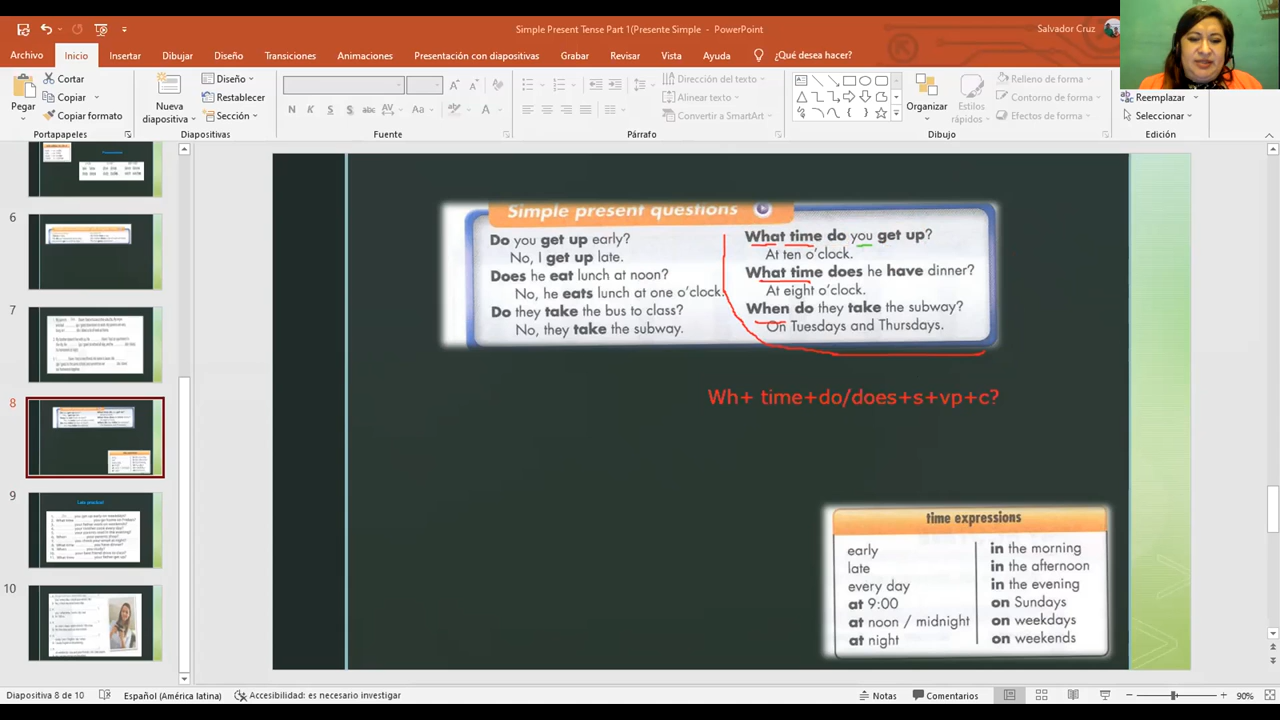 Simple Present Tense Part 1(Presente Simple - PowerPoint
Salvador Cruz
Archivo
Inicio
Insertar
Dibujar
Diseño
Transiciones
Animaciones
Presentación con diapositivas
Grabar
Revisar
Vista
Ayuda
¿Qué desea hacer?
Pegar
Cortar
Copiar
Copiar formato
Portapapeles
Nueva
diapositiva
Diseño
Restablecer
Sección
Diapositivas
N K S abc AV Aa A
Fuente
Dirección del texto
Alinear texto
Convertir a SmartArt
Párrafo
Organizar
Estilos
rápidos
Relleno de forma
Contorno de forma
Efectos de forma
Dibujo
Reemplazar
Seleccionar
Edición
6
7
8
9
10
Simple present questions
Do you get up early?
No, I get up late.
Does he eat lunch at noon?
No, he eats lunch at one o'clock.
Do they take the bus to class?
No, they take the subway.
What time do you get up?
At ten o'clock.
What time does he have dinner?
At eight o'clock.
When do they take the subway?
On Tuesdays and Thursdays.
Wh+ time+do/does+s+vp+c?
time expressions
early
late
every day
at 9:00
at noon / midnight
at night
in the morning
in the afternoon
in the evening
on Sundays
on weekdays
on weekends
Diapositiva 8 de 10
Español (América latina)
Accesibilidad: es necesario investigar
Notas
Comentarios
90%